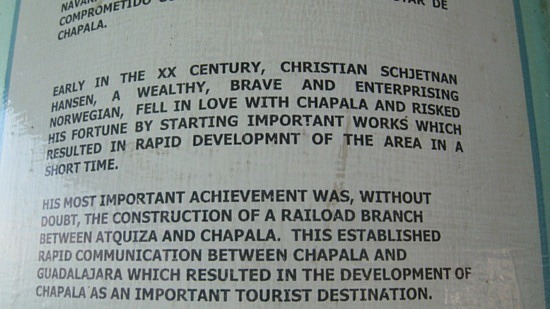 COMPROMETIDO
DE
CHAPALA.
EARLY IN THE XX CENTURY, CHRISTIAN SCHJETNAN
HANSEN, A WEALTHY, BRAVE AND ENTERPRISING
NORWEGIAN, FELL IN LOVE WITH CHAPALA AND RISKED
HIS FORTUNE BY STARTING IMPORTANT WORKS WHICH
RESULTED IN RAPID DEVELOPMNT OF THE AREA IN A
SHORT TIME.
HIS MOST IMPORTANT ACHIEVEMENT WAS, WITHOUT
DOUBT, THE CONSTRUCTION OF A RAILOAD BRANCH
BETWEEN ATQUIZA AND CHAPALA. THIS ESTABLISHED
RAPID COMMUNICATION BETWEEN CHAPALA AND
GUADALAJARA WHICH RESULTED IN THE DEVELOPMENT OF
CHAPALA AS AN IMPORTANT TOURIST DESTINATION.